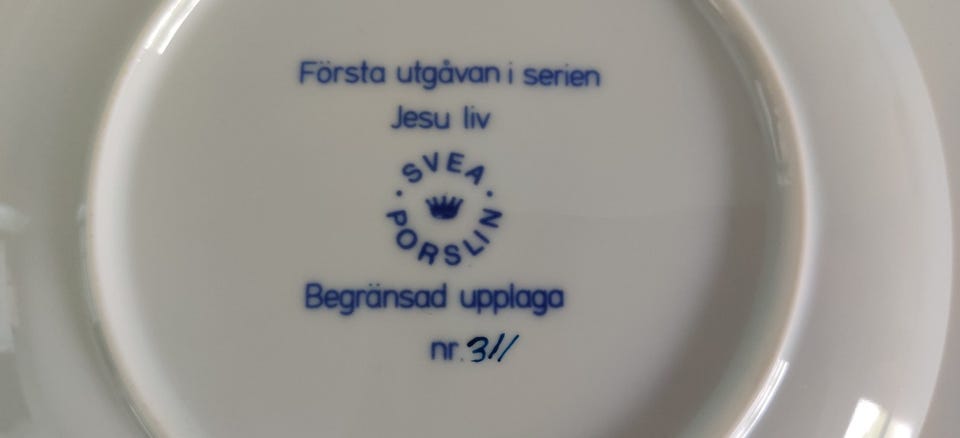 Första utgåvan i serien
Jesu liv
SVEA
PORSLIN
Begränsad upplaga
nr. 311